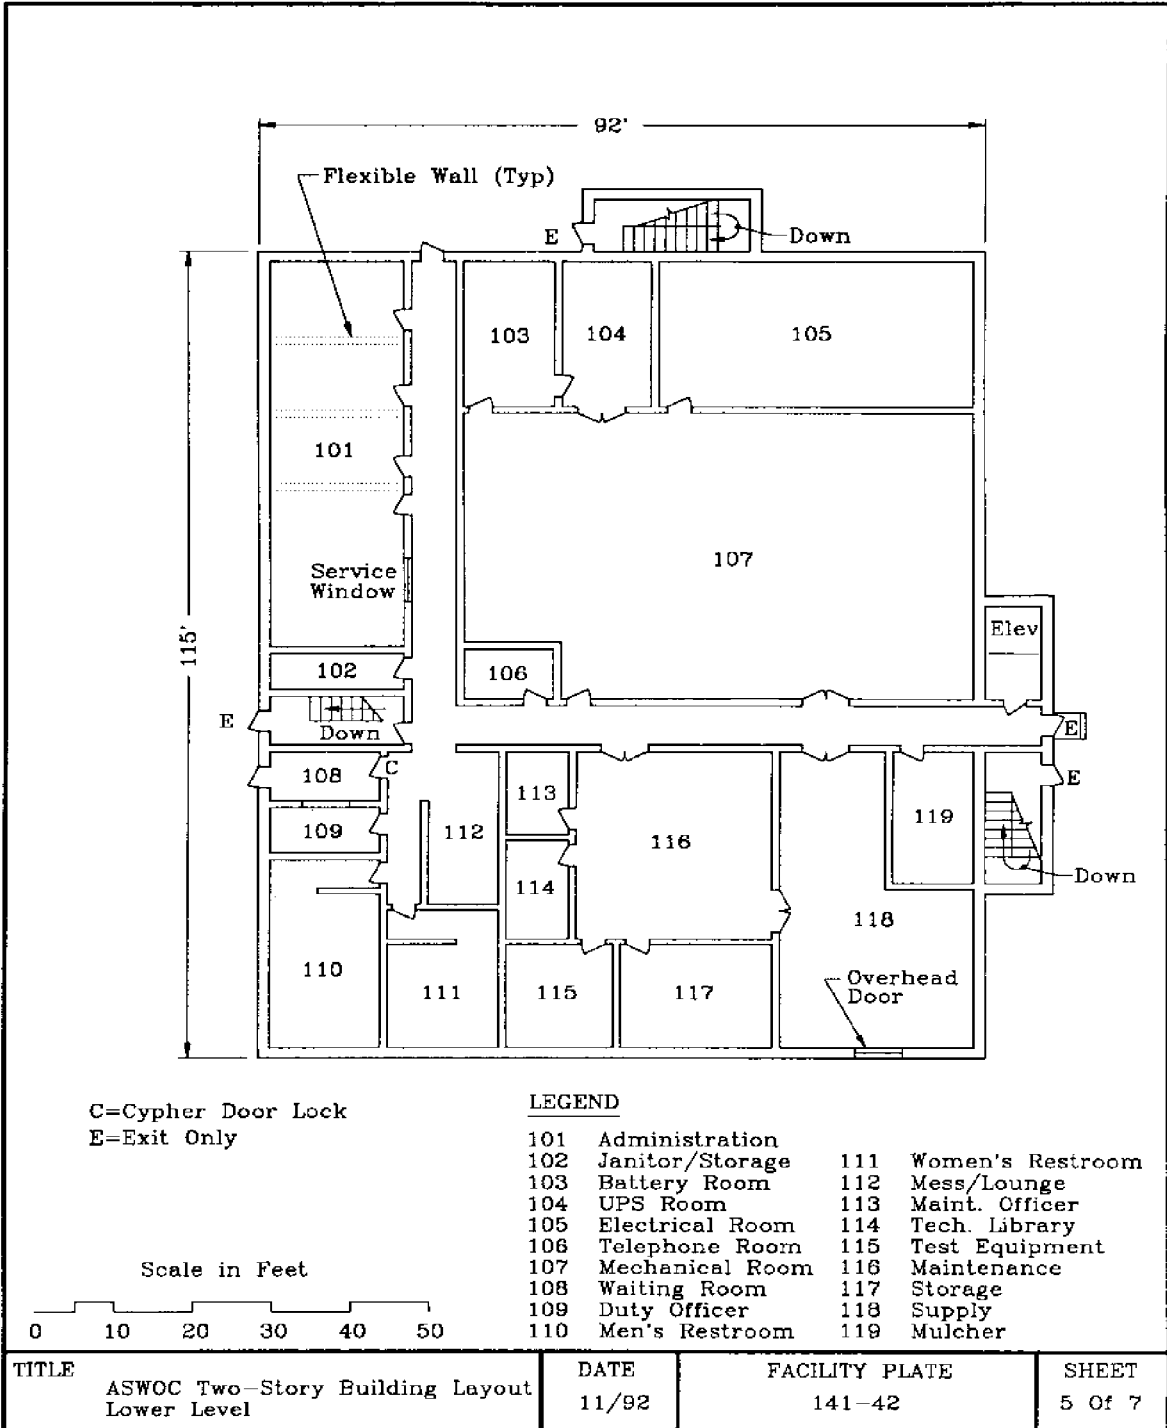 92'
Flexible Wall (Typ)
E
Down
103
104
105
101
107
Service
Window
115'
Elev
102
106
E
Down
E
108
C
E
113
109
112
119
116
114
Down
118
110
111
115
117
Overhead
Door
C=Cypher Door Lock
E=Exit Only
LEGEND
101 Administration
102 Janitor/Storage
103 Battery Room
104 UPS Room
105 Electrical Room
106 Telephone Room
107 Mechanical Room
108 Waiting Room
109 Duty Officer
110 Men's Restroom
111 Women's Restroom
112 Mess/Lounge
113 Maint. Officer
114 Tech. Library
115 Test Equipment
116 Maintenance
117 Storage
118 Supply
119 Mulcher
Scale in Feet
0 10 20 30 40 50
TITLE
ASWOC Two-Story Building Layout
Lower Level
DATE
11/92
FACILITY PLATE
141-42
SHEET
5 Of 7